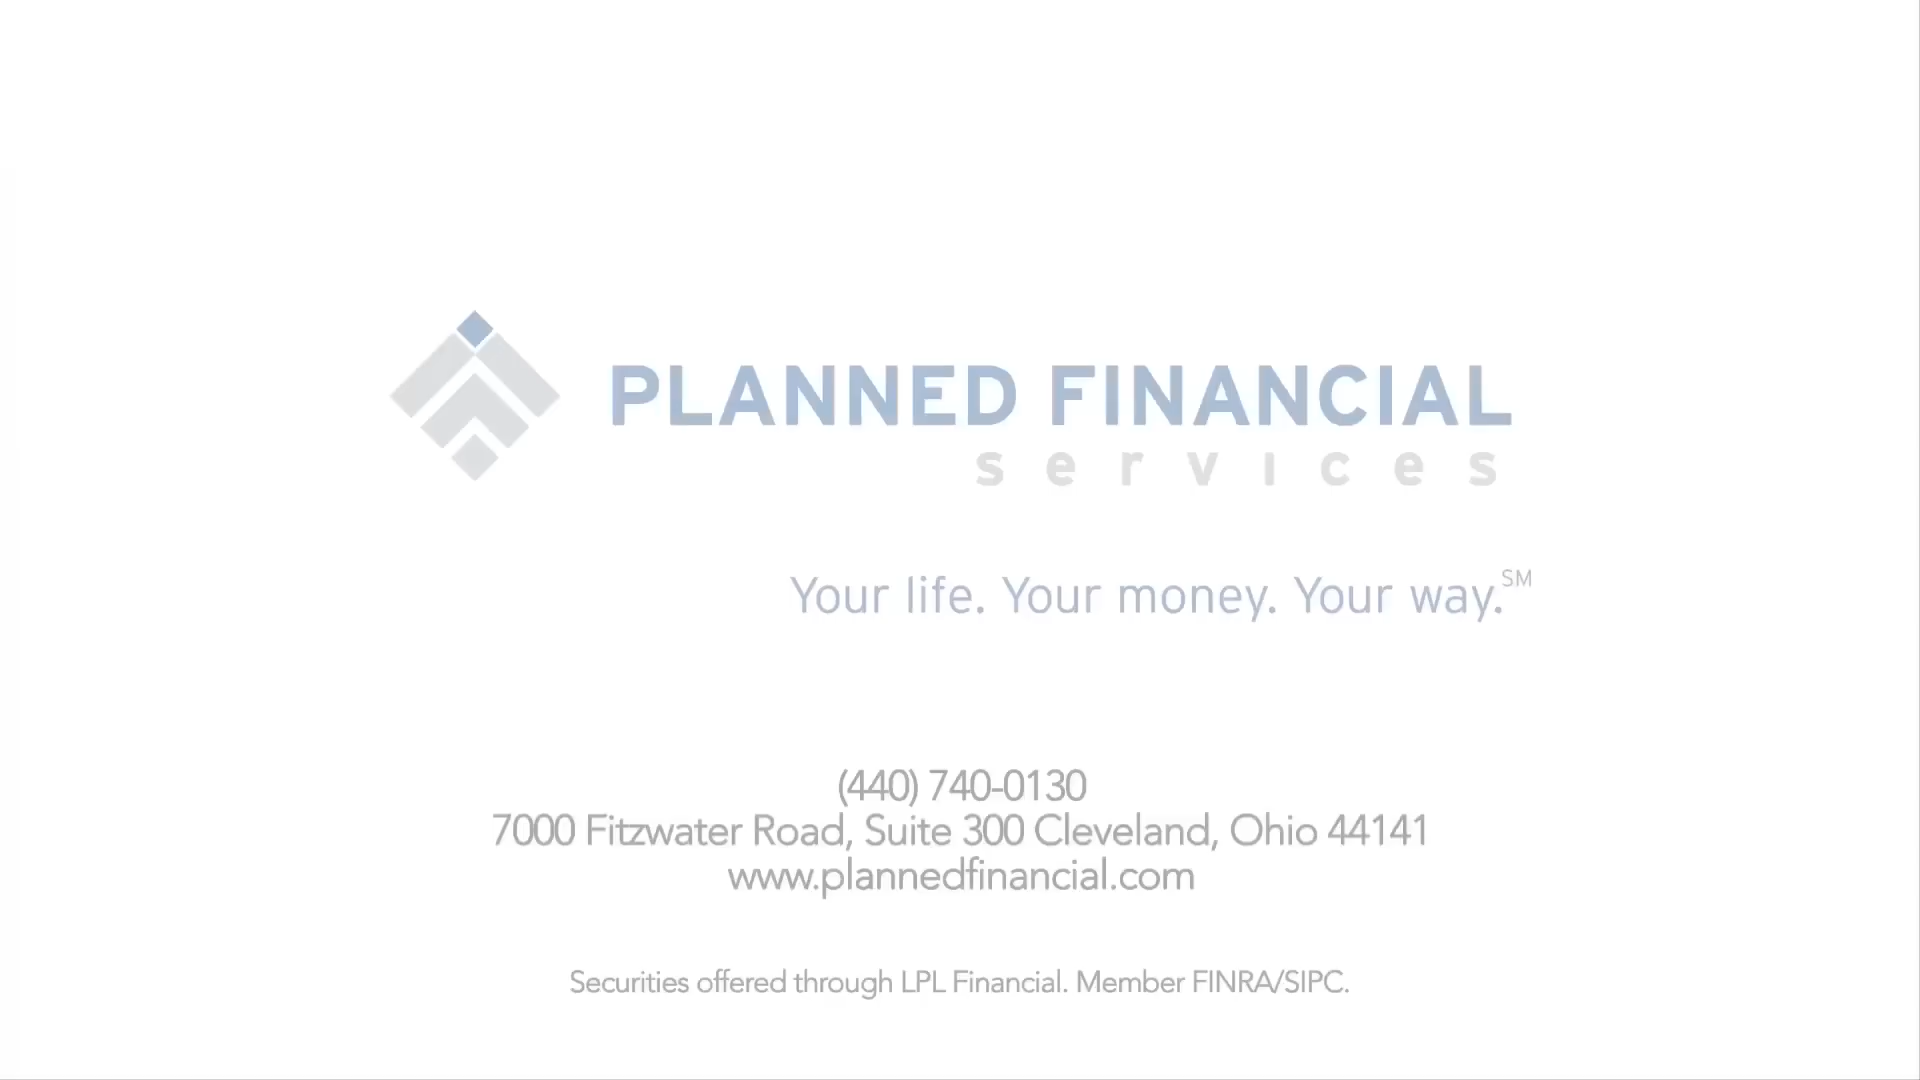 PLANNED FINANCIAL
services
Your life. Your money. Your way.SM
(440) 740-0130
7000 Fitzwater Road, Suite 300 Cleveland, Ohio 44141
www.plannedfinancial.com
Securities offered through LPL Financial. Member FINRA/SIPC.